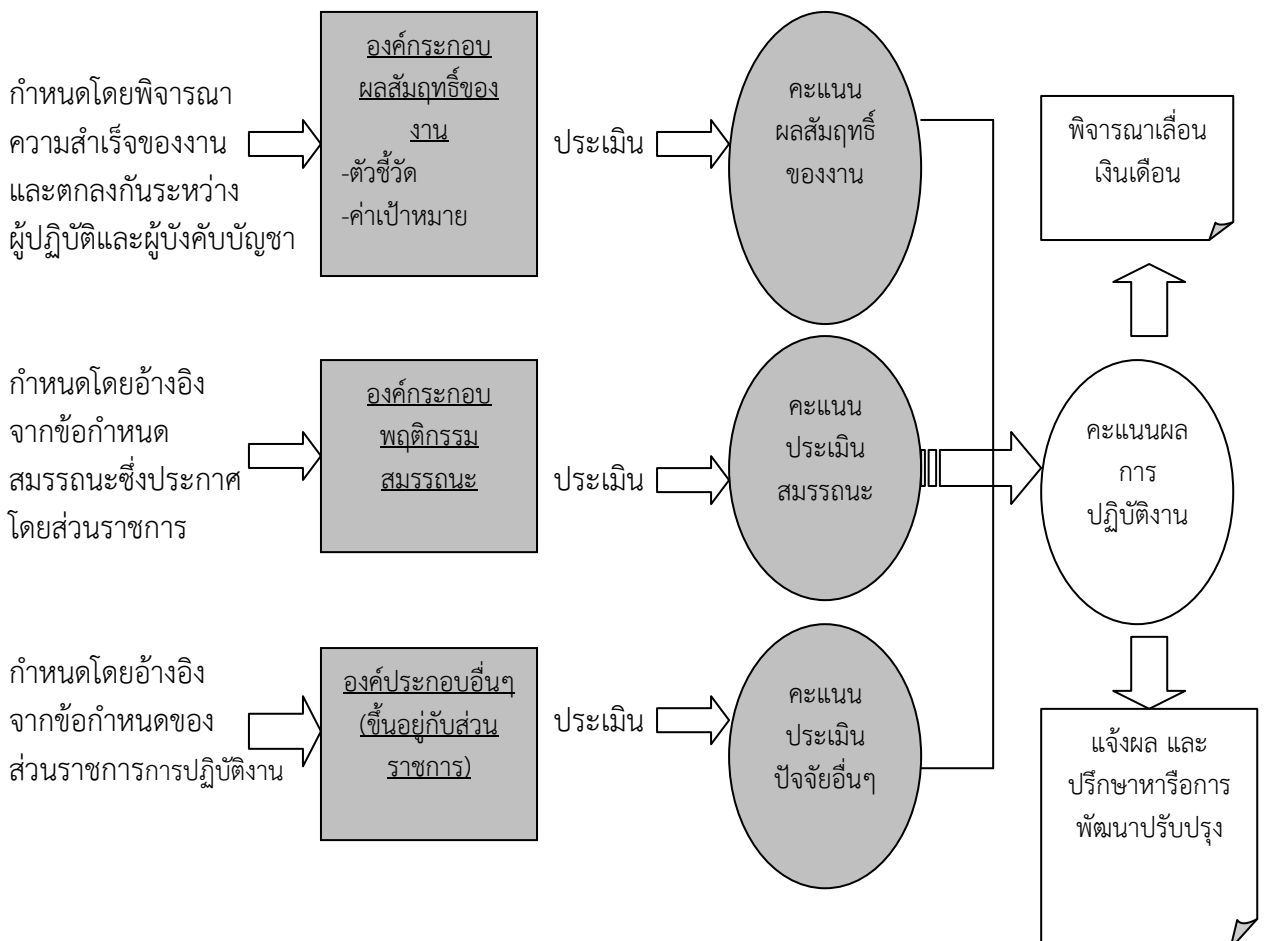 กำหนดโดยพิจารณา
ความสำเร็จของงาน
และตกลงกันระหว่าง
ผู้ปฏิบัติและผู้บังคับบัญชา
องค์กระกอบ
ผลสัมฤทธิ์ของ
งาน
-ตัวชี้วัด
-ค่าเป้าหมาย
ประเมิน
คะแนน
ผลสัมฤทธิ์
ของงาน
พิจารณาเลื่อน
เงินเดือน
กำหนดโดยอ้างอิง
จากข้อกำหนด
สมรรถนะซึ่งประกาศ
โดยส่วนราชการ
องค์กระกอบ
พฤติกรรม
สมรรถนะ
ประเมิน
คะแนน
ประเมิน
สมรรถนะ
คะแนนผล
การ
ปฏิบัติงาน
กำหนดโดยอ้างอิง
จากข้อกำหนดของ
ส่วนราชการการปฏิบัติงาน
องค์ประกอบอื่นๆ
(ขึ้นอยู่กับส่วน
ราชการ)
ประเมิน
คะแนน
ประเมิน
ปัจจัยอื่นๆ
แจ้งผล และ
ปรึกษาหารือการ
พัฒนาปรับปรุง